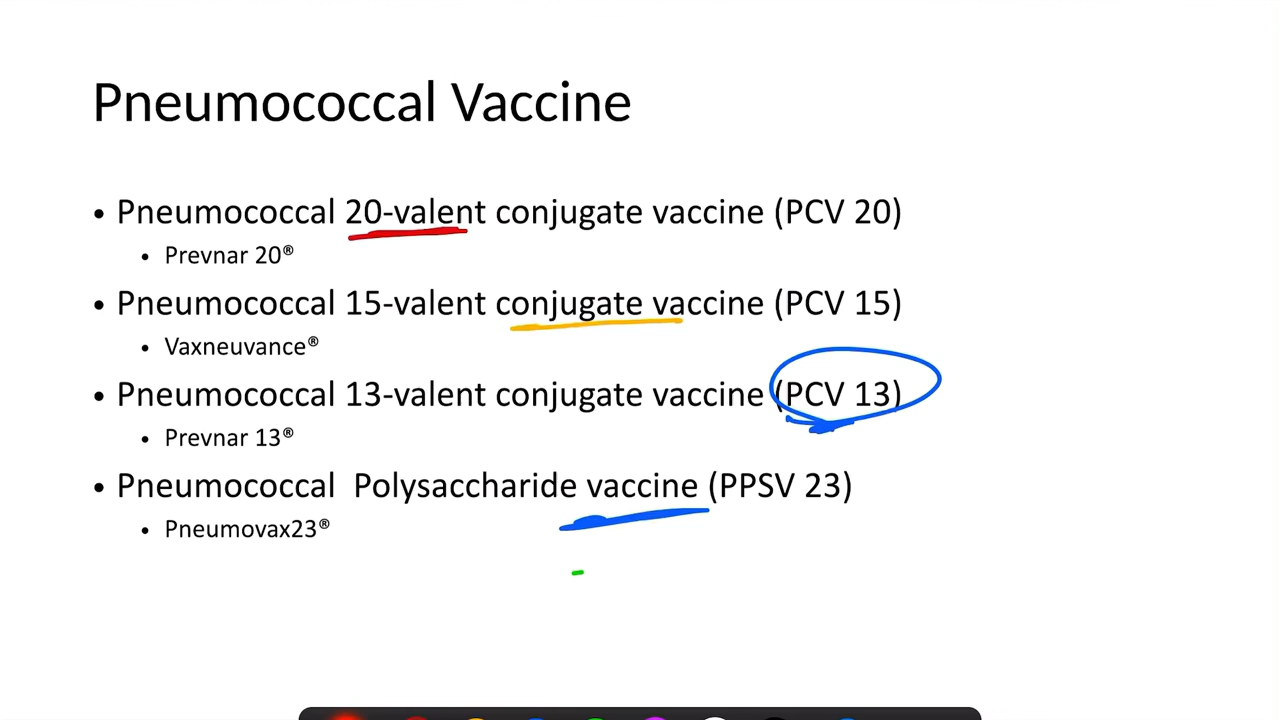 Pneumococcal Vaccine
• Pneumococcal 20-valent conjugate vaccine (PCV 20)
• Prevnar 20®
• Pneumococcal 15-valent conjugate vaccine (PCV 15)
• Vaxneuvance®
• Pneumococcal 13-valent conjugate vaccine (PCV 13)
• Prevnar 13®
• Pneumococcal  Polysaccharide vaccine (PPSV 23)
• Pneumovax23®